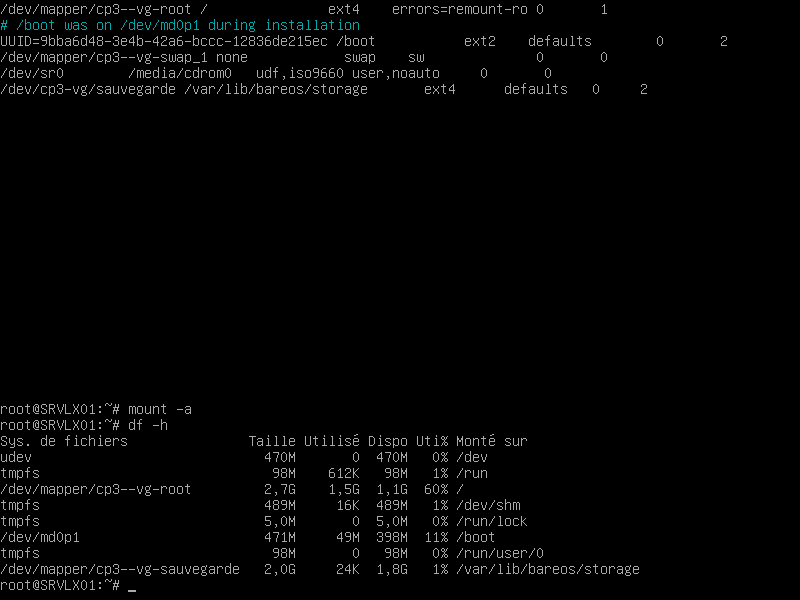 /dev/mapper/cp3--vg-root /               ext4    errors=remount-ro 0       1
# /boot was on /dev/md0p1 during installation
UUID=9bba6d48-3e4b-42a6-bccc-12836de215ec /boot           ext2    defaults        0       2
/dev/mapper/cp3--vg-swap_1 none            swap    sw              0       0
/dev/sr0        /media/cdrom0   udf,iso9660 user,noauto     0       0
/dev/cp3-vg/sauvegarde /var/lib/bareos/storage       ext4      defaults   0     2
root@SRVLX01:~# mount -a
root@SRVLX01:~# df -h
Sys. de fichiers               Taille Utilisé Dispo Uti% Monté sur
udev                             470M       0  470M   0% /dev
tmpfs                             98M    612K   98M   1% /run
/dev/mapper/cp3--vg-root         2,7G    1,5G  1,1G  60% /
tmpfs                            489M     16K  489M   1% /dev/shm
tmpfs                            5,0M       0  5,0M   0% /run/lock
/dev/md0p1                       471M     49M  398M  11% /boot
tmpfs                             98M       0   98M   0% /run/user/0
/dev/mapper/cp3--vg-sauvegarde   2,0G     24K  1,8G   1% /var/lib/bareos/storage
root@SRVLX01:~# _